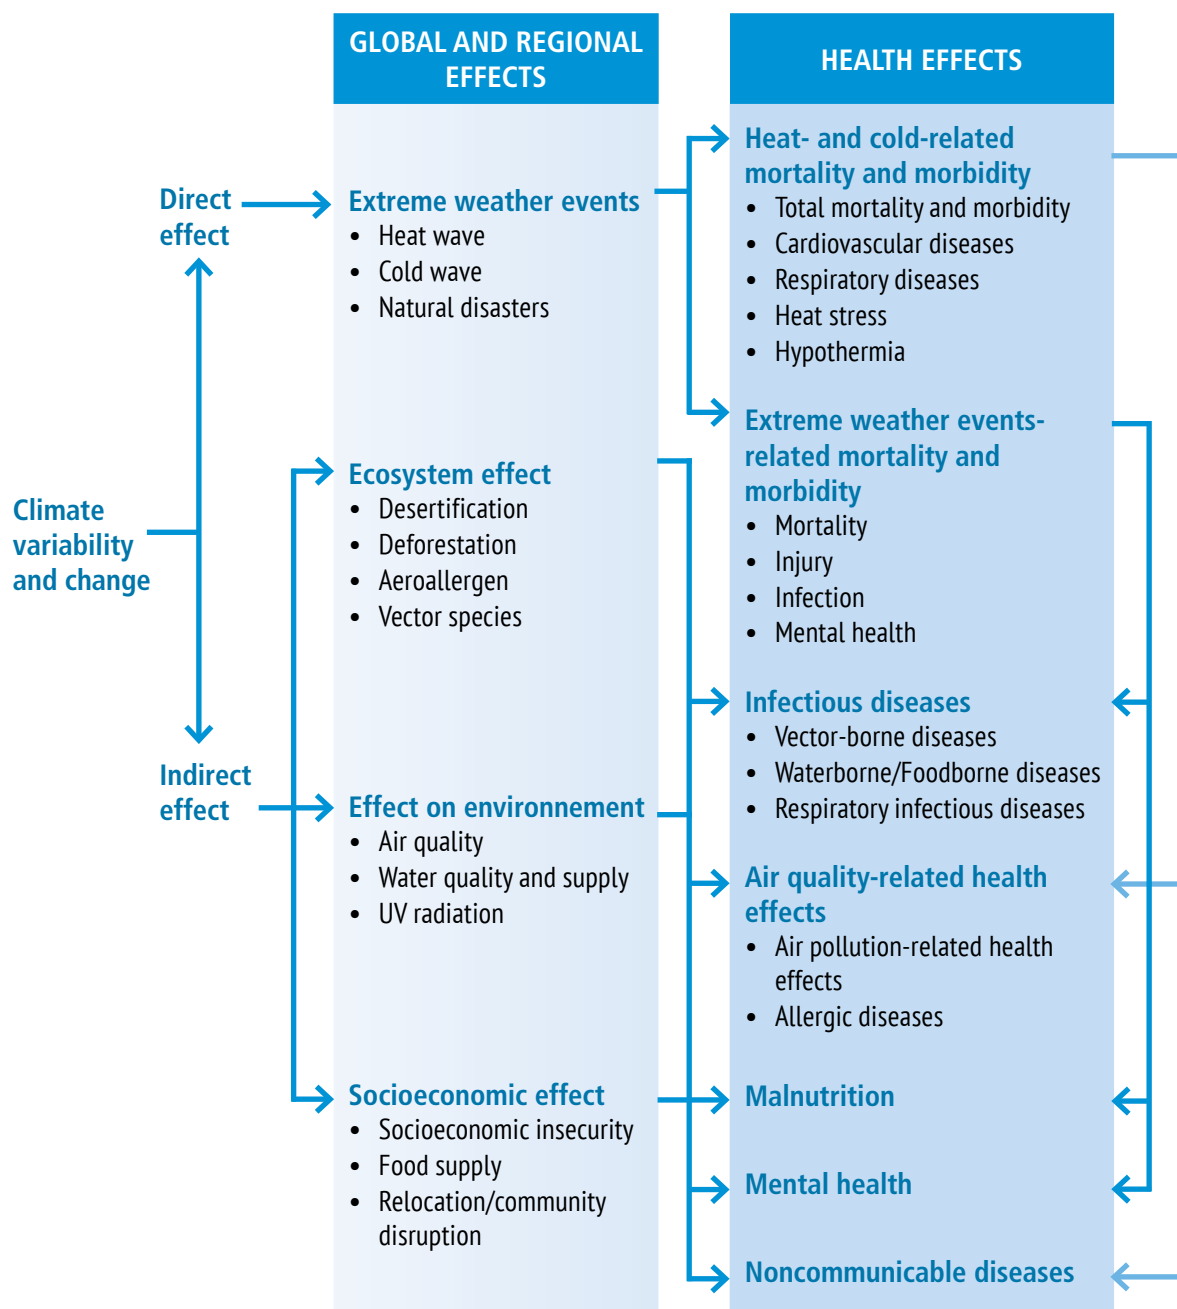 GLOBAL AND REGIONAL
EFFECTS
HEALTH EFFECTS
Climate
variability
and change
Direct
effect
Indirect
effect
Extreme weather events
• Heat wave
• Cold wave
• Natural disasters
Ecosystem effect
• Desertification
• Deforestation
• Aeroallergen
• Vector species
Effect on environnement
• Air quality
• Water quality and supply
• UV radiation
Socioeconomic effect
• Socioeconomic insecurity
• Food supply
• Relocation/community
disruption
Heat- and cold-related
mortality and morbidity
• Total mortality and morbidity
• Cardiovascular diseases
• Respiratory diseases
• Heat stress
• Hypothermia
Extreme weather events-
related mortality and
morbidity
• Mortality
• Injury
• Infection
• Mental health
Infectious diseases
• Vector-borne diseases
• Waterborne/Foodborne diseases
• Respiratory infectious diseases
Air quality-related health
effects
• Air pollution-related health
effects
• Allergic diseases
Malnutrition
Mental health
Noncommunicable diseases